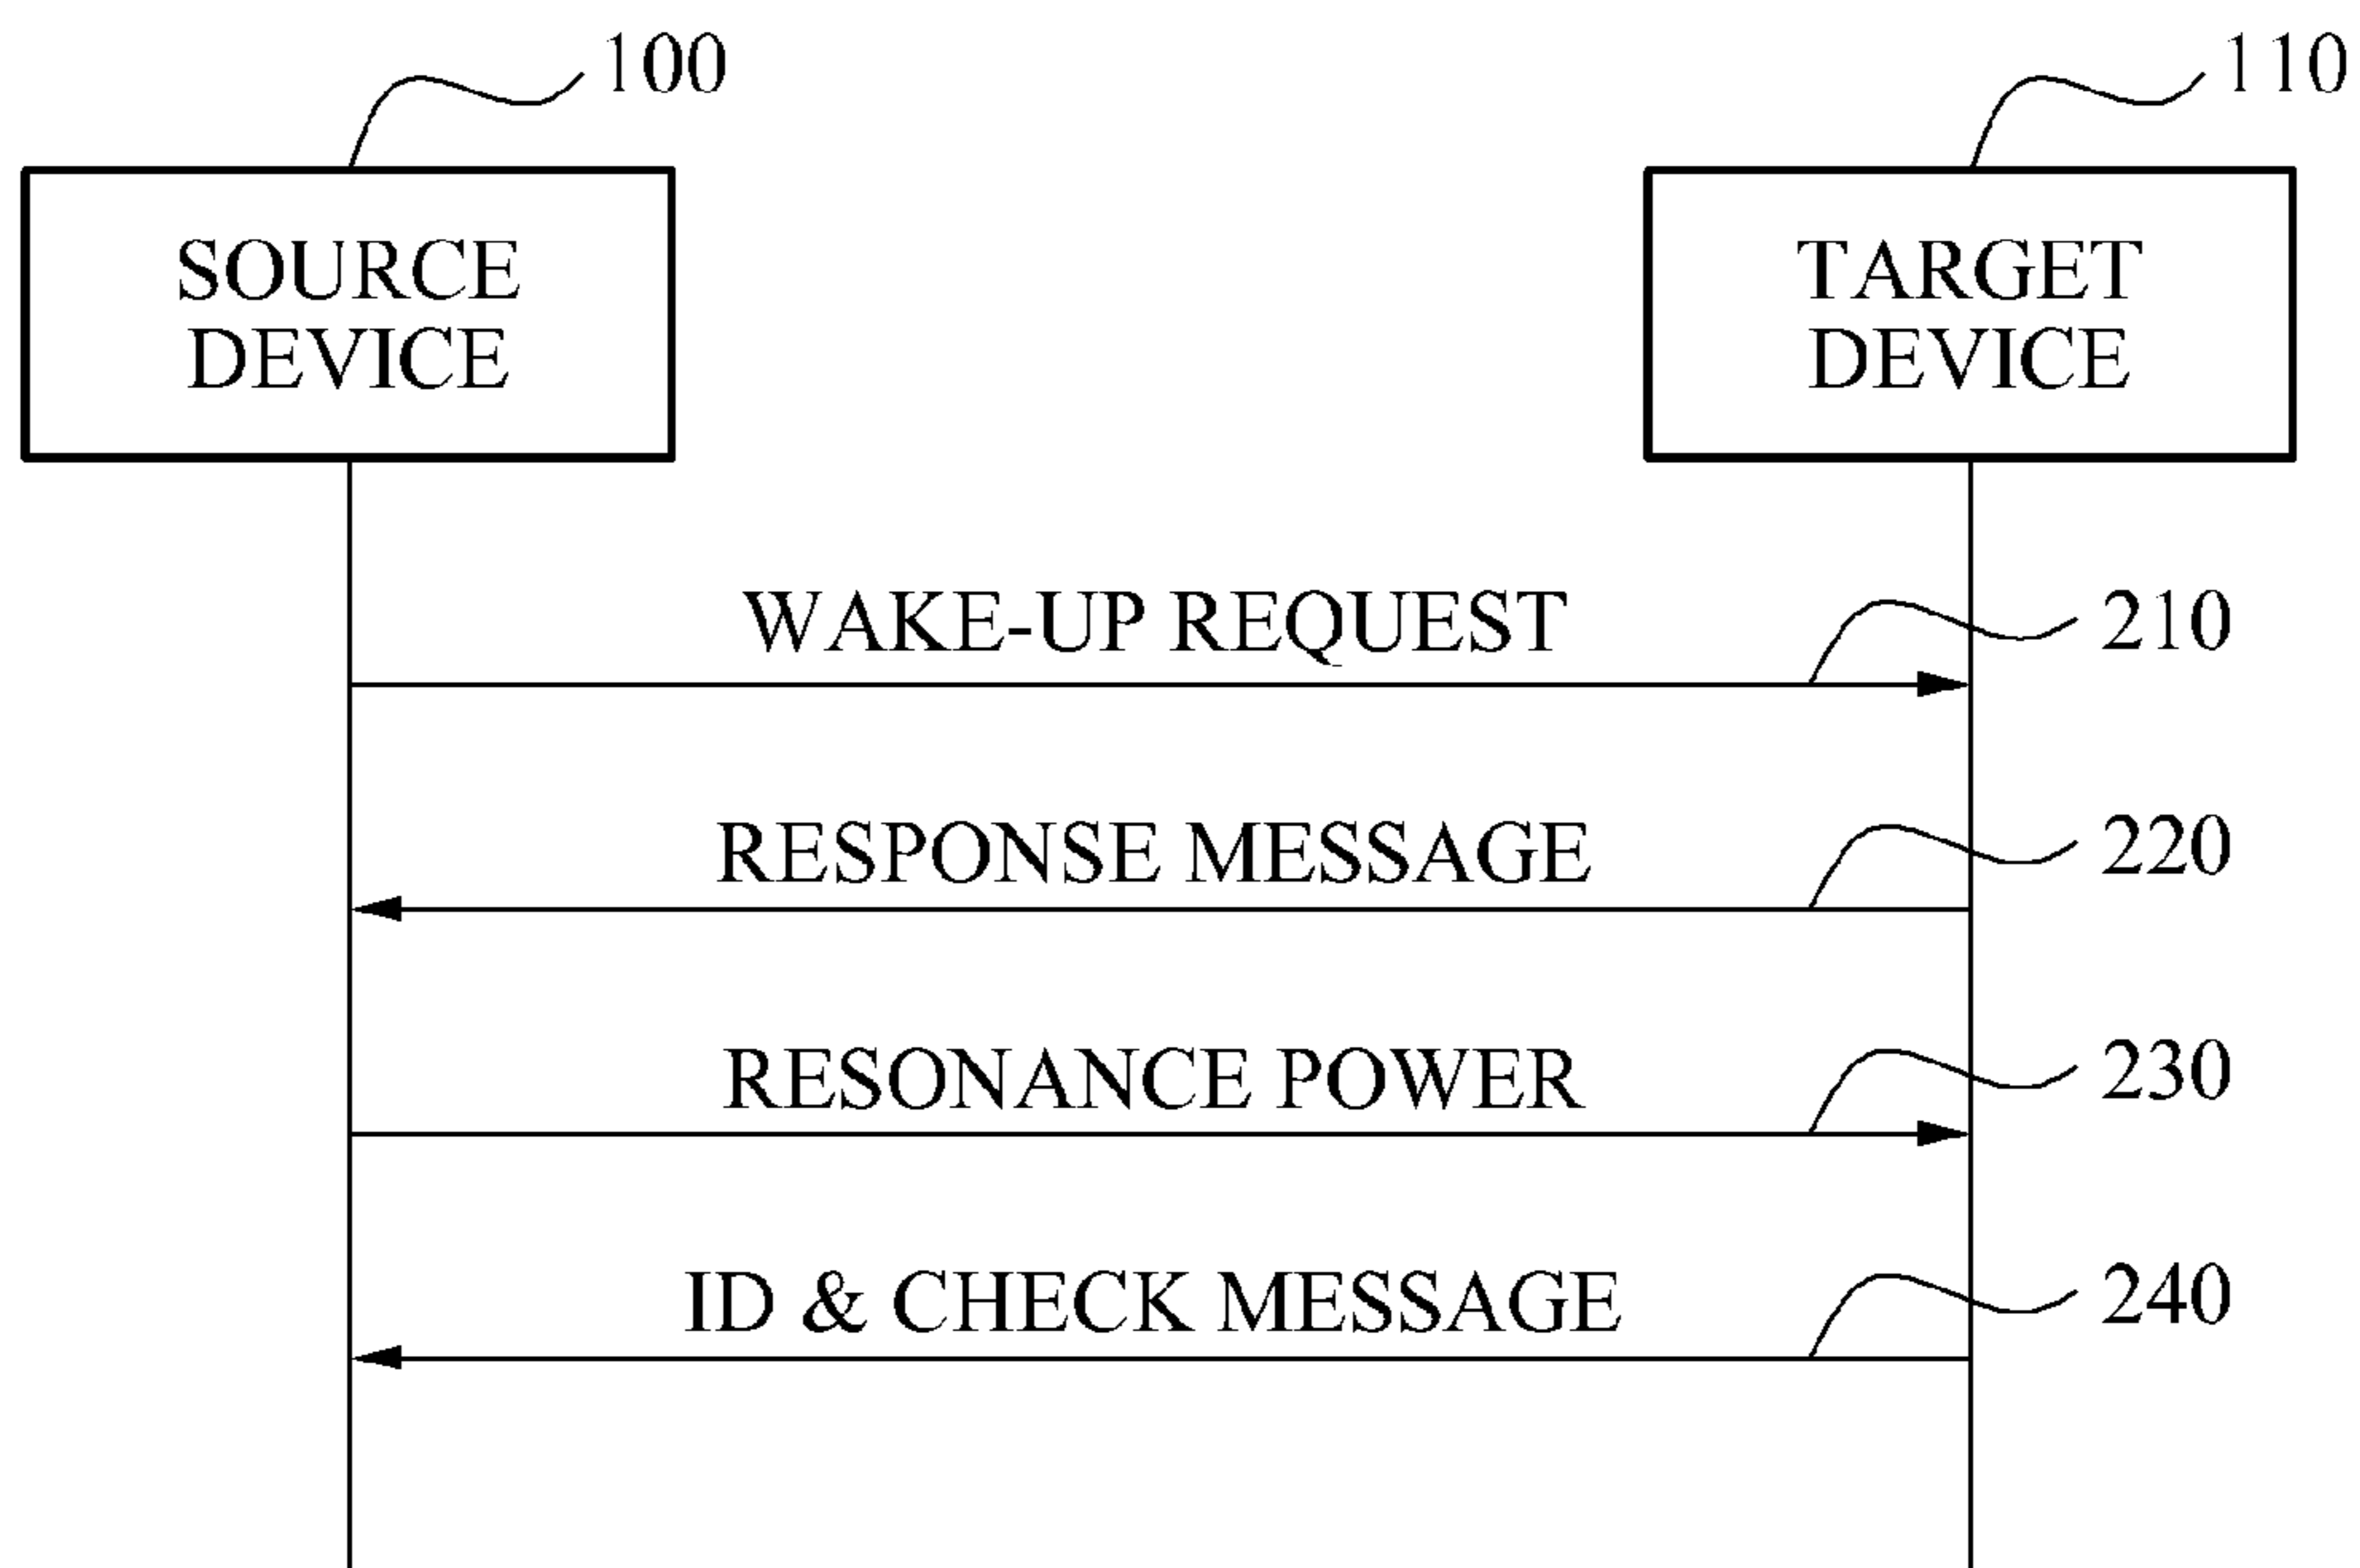 100
110
SOURCE
DEVICE
TARGET
DEVICE
WAKE-UP REQUEST
210
RESPONSE MESSAGE
220
RESONANCE POWER
230
ID & CHECK MESSAGE
240